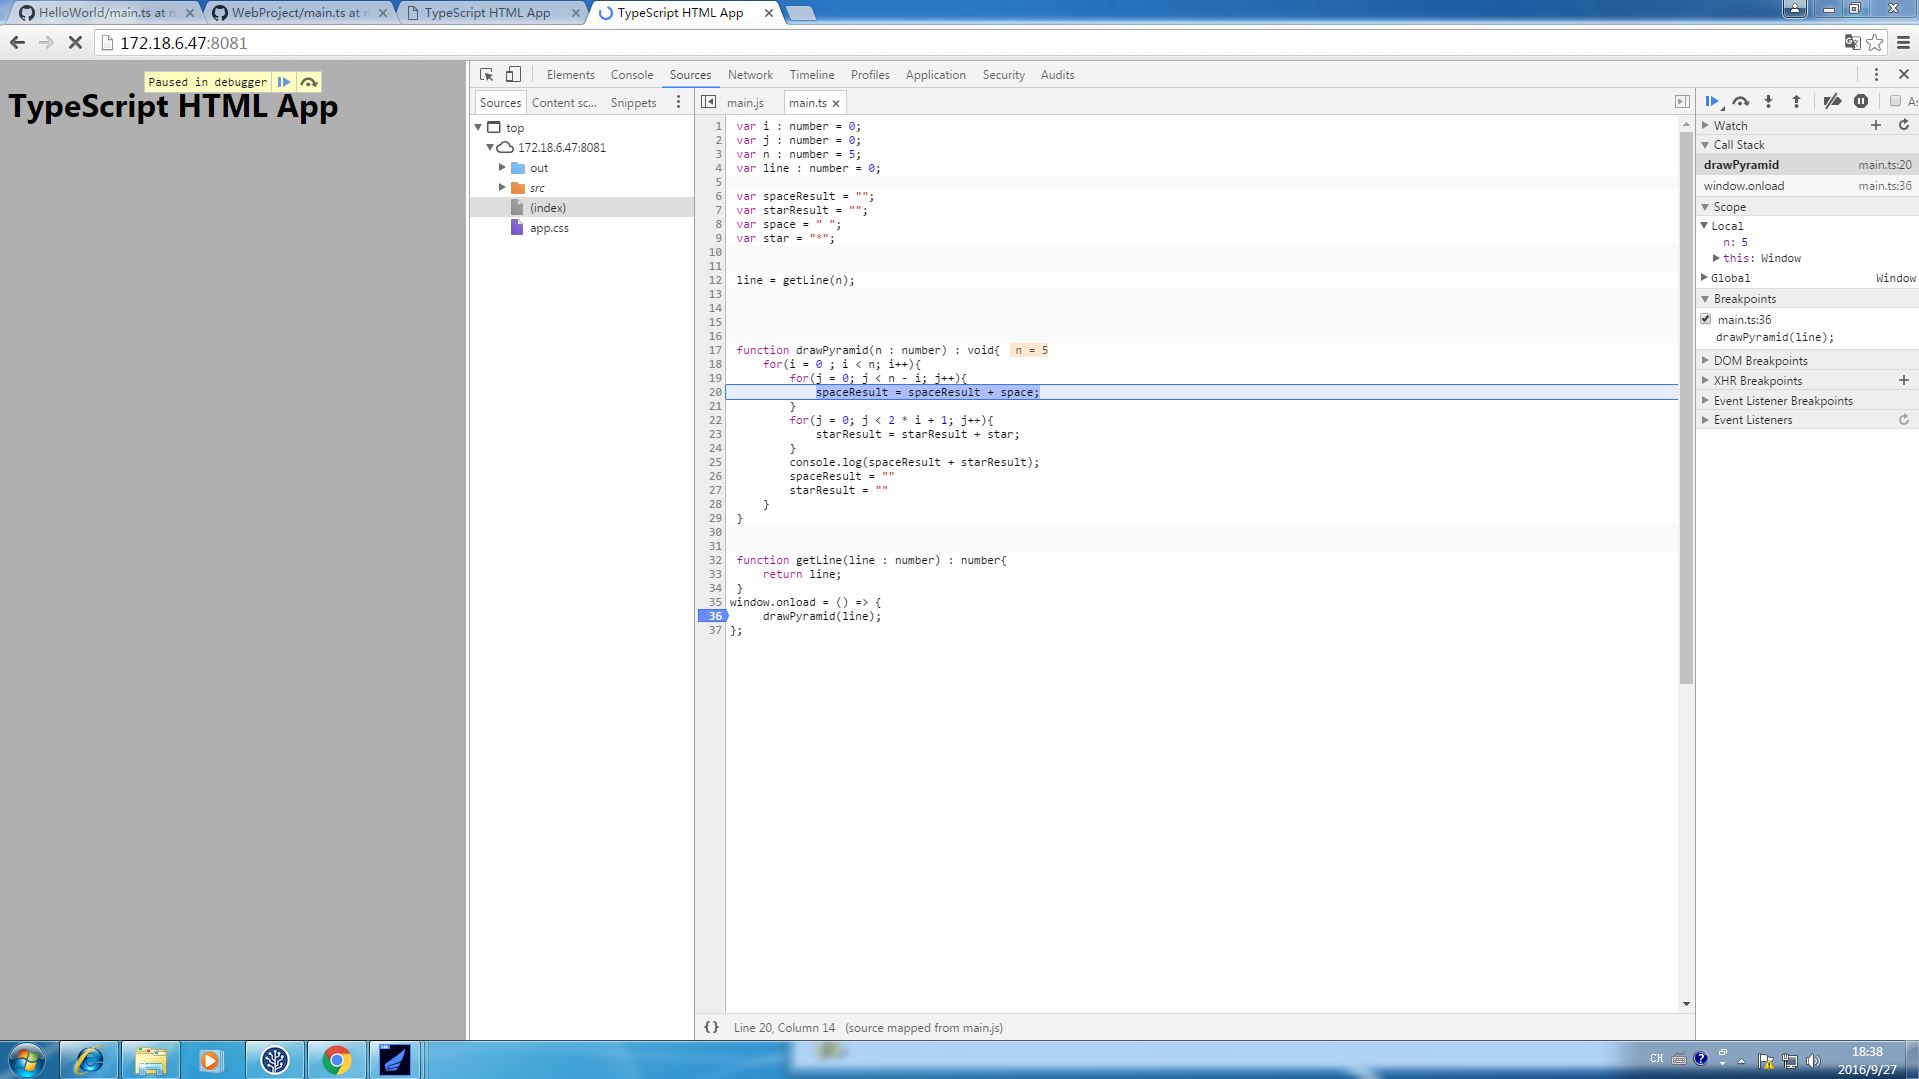 HelloWorld/main.ts at m
WebProject/main.ts at m
TypeScript HTML App
TypeScript HTML App
172.18.6.47:8081
Paused in debugger
TypeScript HTML App
Elements Console Sources Network Timeline Profiles Application Security Audits
Sources Content sc... Snippets
top
172.18.6.47:8081
out
src
(index)
app.css
main.js main.ts
1 var i : number = 0;
2 var j : number = 0;
3 var n : number = 5;
4 var line : number = 0;
5
6 var spaceResult = "";
7 var starResult = "";
8 var space = " ";
9 var star = "*";
10
11
12 line = getLine(n);
13
14
15
16
17 function drawPyramid(n : number) : void{ n = 5
18 for(i = 0 ; i < n; i++){
19 for(j = 0; j < n - i; j++){
20 spaceResult = spaceResult + space;
21 }
22 for(j = 0; j < 2 * i + 1; j++){
23 starResult = starResult + star;
24 }
25 console.log(spaceResult + starResult);
26 spaceResult = ""
27 starResult = ""
28 }
29 }
30
31
32 function getLine(line : number) : number{
33 return line;
34 }
35 window.onload = () => {
36 drawPyramid(line);
37 };
{} Line 20, Column 14 (source mapped from main.js)
As
Watch
Call Stack
drawPyramid main.ts:20
window.onload main.ts:36
Scope
Local
n: 5
this: Window
Global Window
Breakpoints
main.ts:36
drawPyramid(line);
DOM Breakpoints
XHR Breakpoints
Event Listener Breakpoints
Event Listeners
CH
18:38
2016/9/27